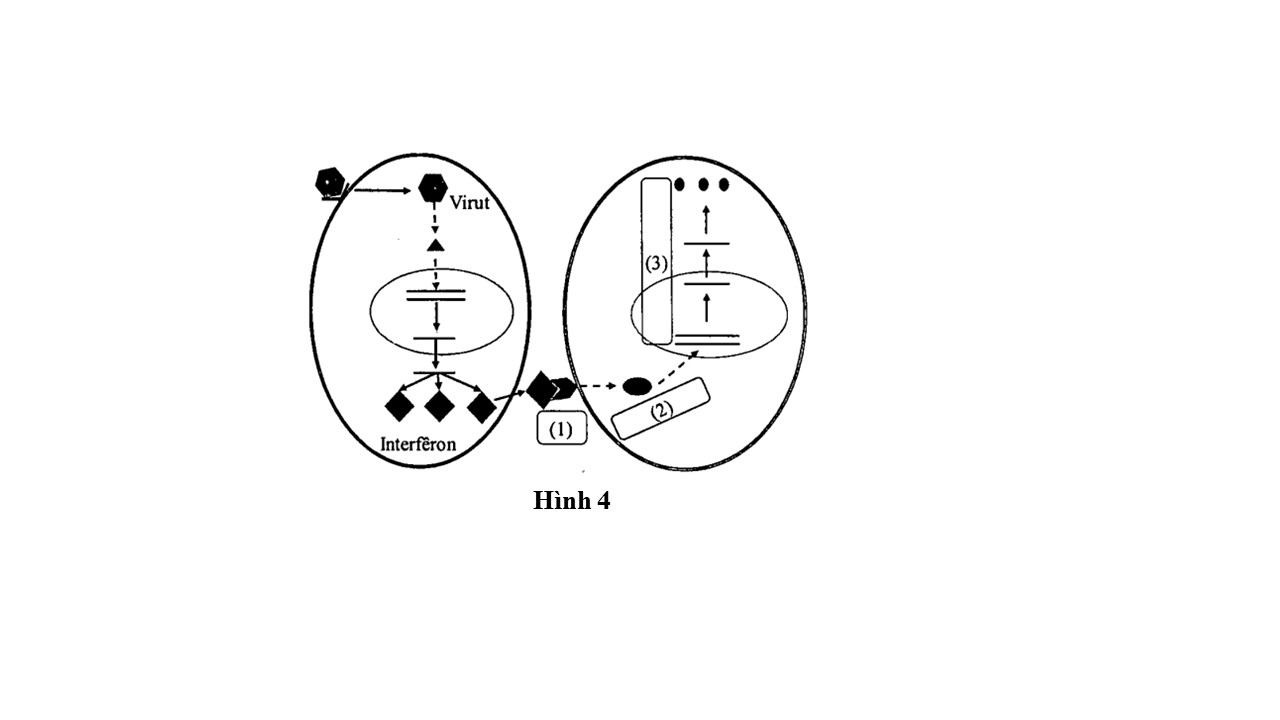 Virut
(3)
(2)
(1)
Interfêron
Hình 4